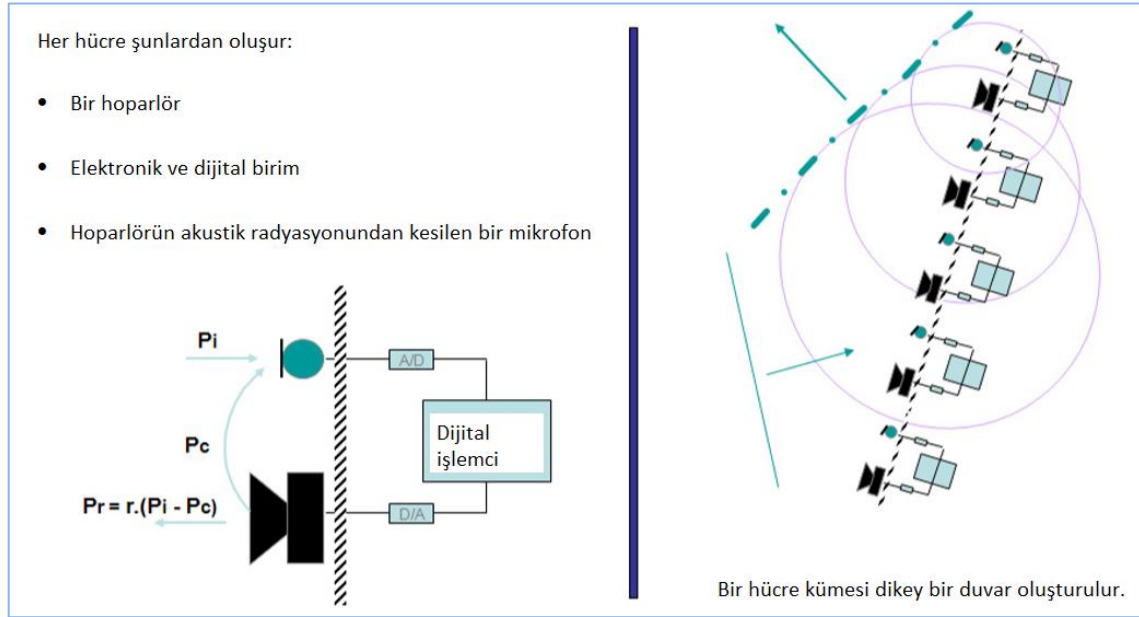 Her hücre şunlardan oluşur:
• Bir hoparlör
• Elektronik ve dijital birim
• Hoparlörün akustik radyasyonundan kesilen bir mikrofon
Pi
A/D
Pc
Dijital
işlemci
Pr = r.(Pi - Pc)
D/A
Bir hücre kümesi dikey bir duvar oluşturulur.